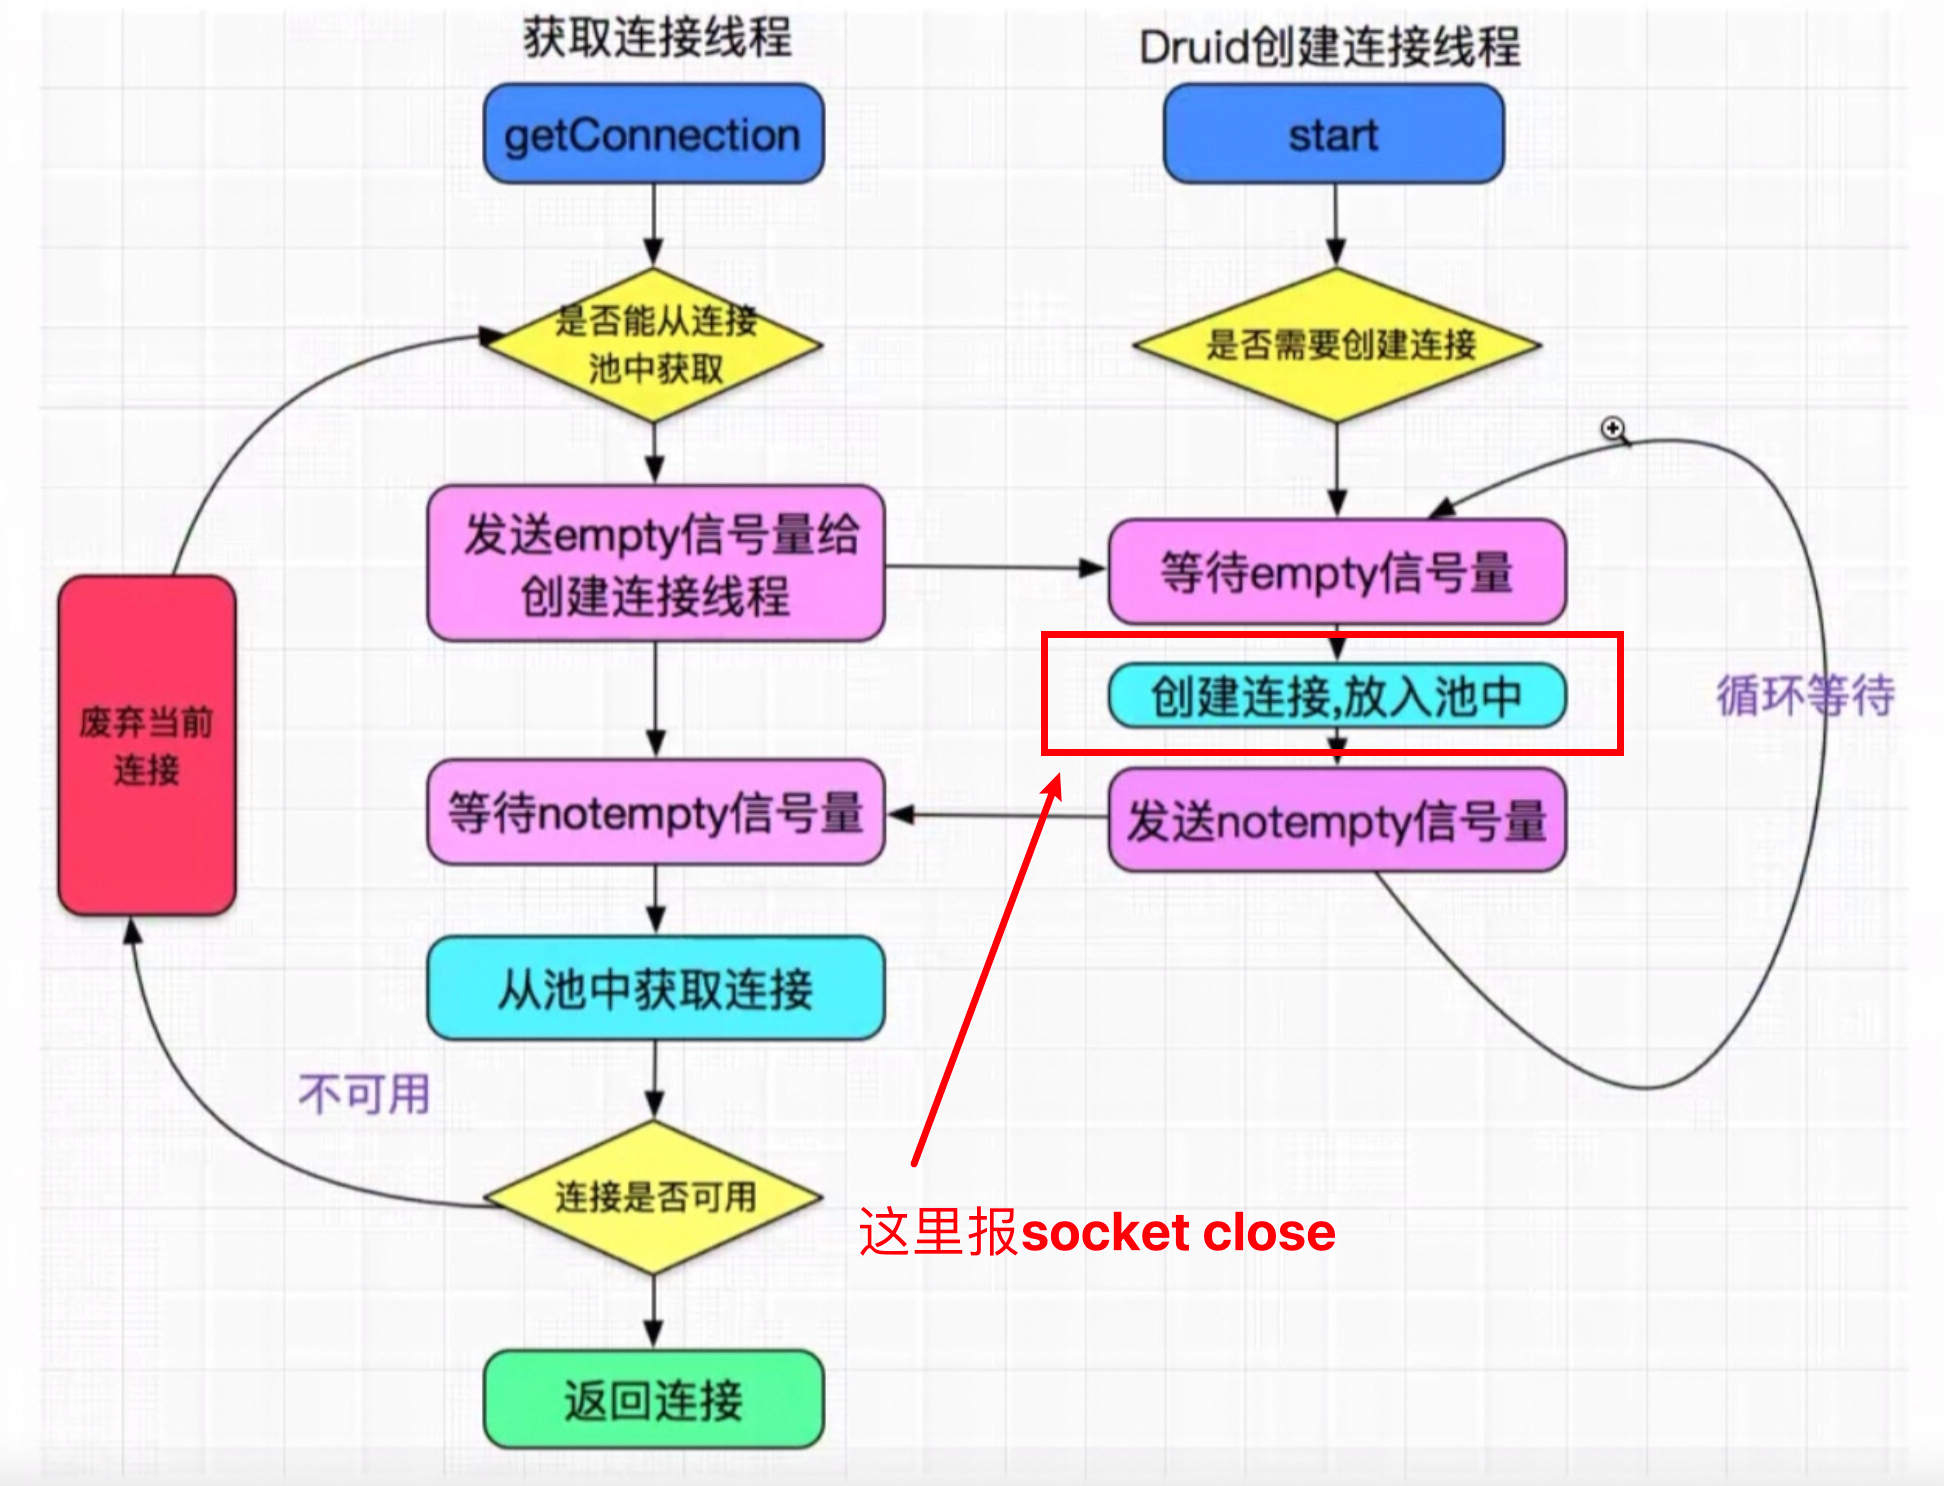 获取连接线程
Druid创建连接线程
getConnection
start
是否能从连接
池中获取
是否需要创建连接
发送empty信号量给
创建连接线程
等待empty信号量
创建连接,放入池中
循环等待
废弃当前
连接
等待notempty信号量
发送notempty信号量
从池中获取连接
不可用
连接是否可用
这里报socket close
返回连接